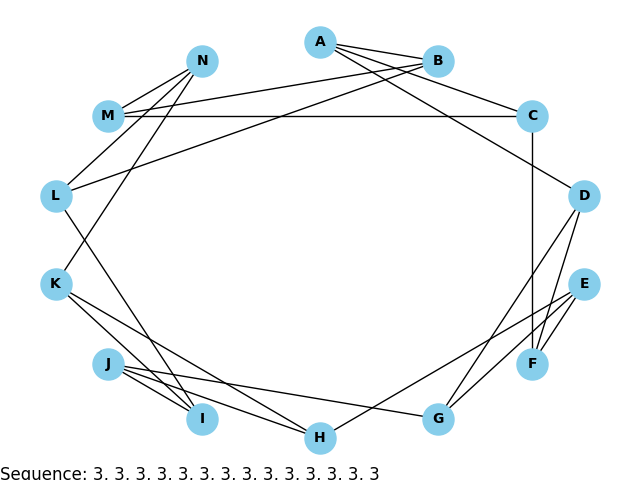 A
N B
M C
L D
K E
J F
I G
H
Sequence: 3, 3, 3, 3, 3, 3, 3, 3, 3, 3, 3, 3, 3, 3